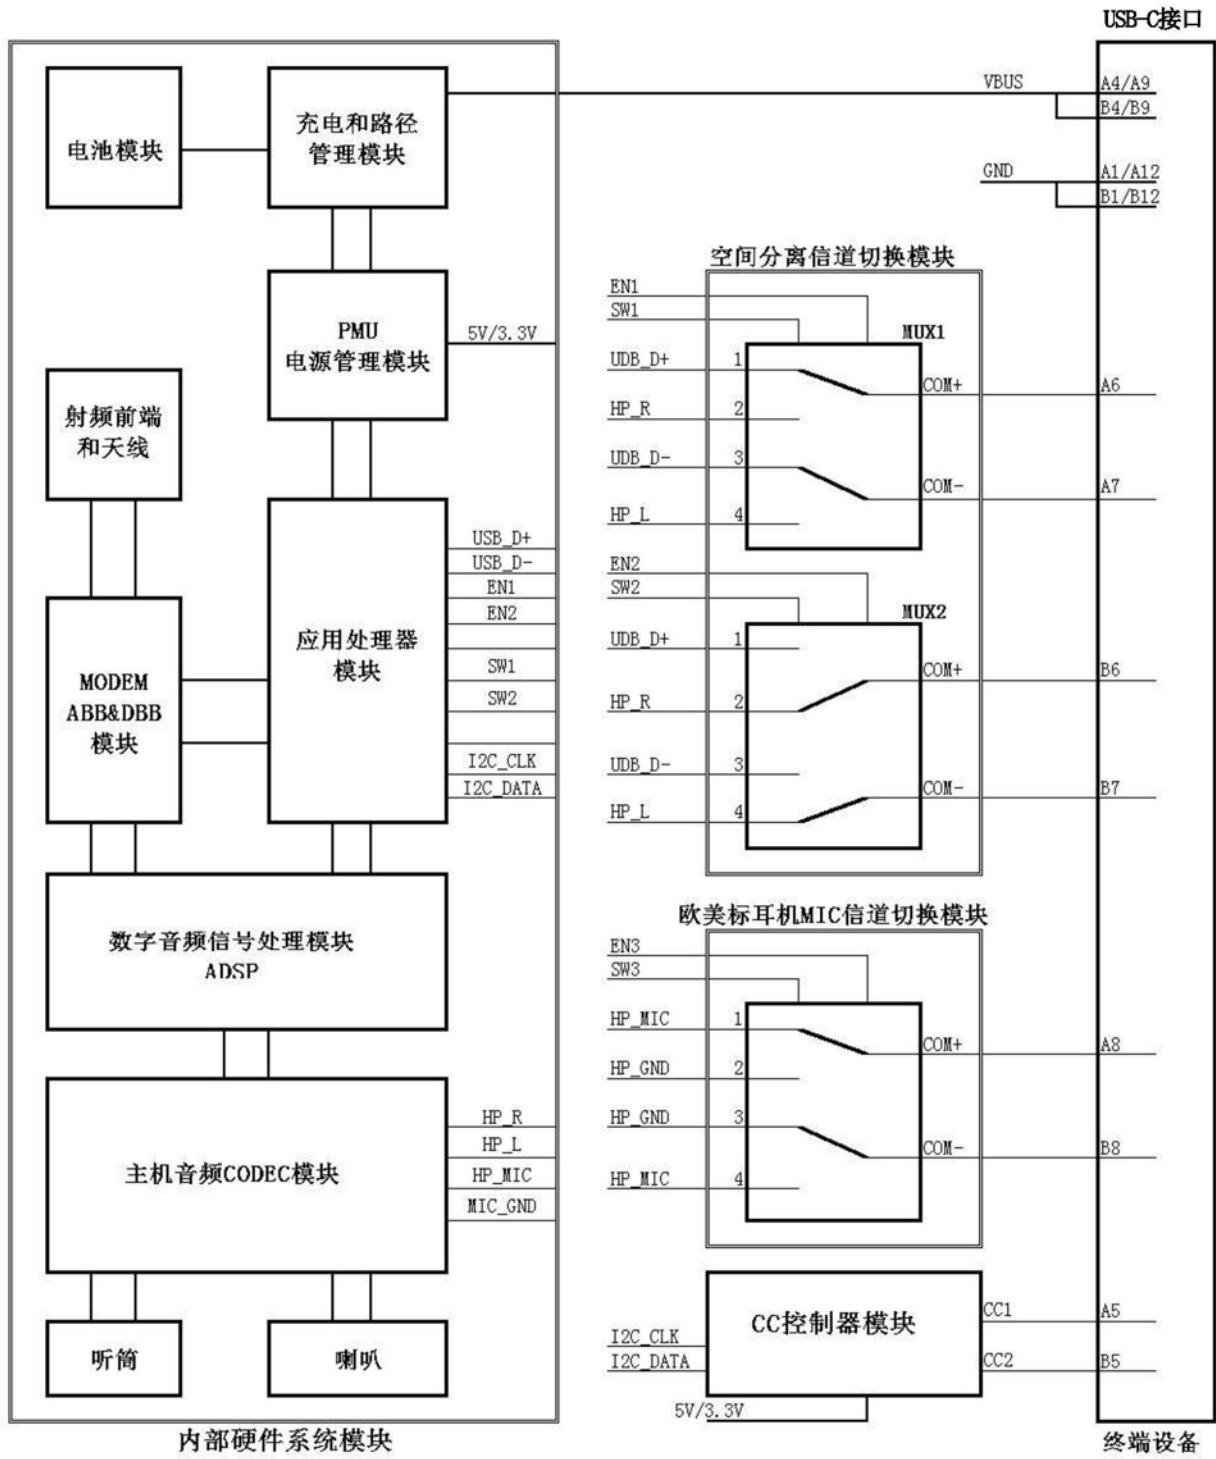 USB-C接口
电池模块
充电和路径
管理模块
VBUS
A4/A9
B4/B9
GND
A1/A12
B1/B12
PMU
电源管理模块
5V/3.3V
射频前端
和天线
MODEM
ABB&DBB
模块
应用处理器
模块
USB_D+
USB_D-
EN1
EN2
SW1
SW2
I2C_CLK
I2C_DATA
数字音频信号处理模块
ADSP
主机音频CODEC模块
HP_R
HP_L
HP_MIC
MIC_GND
听筒
喇叭
内部硬件系统模块
空间分离信道切换模块
EN1
SW1
MUX1
UDB_D+
1
HP_R
2
UDB_D-
3
HP_L
4
COM+
A6
COM-
A7
EN2
SW2
MUX2
UDB_D+
1
HP_R
2
UDB_D-
3
HP_L
4
COM+
B6
COM-
B7
欧美标耳机MIC信道切换模块
EN3
SW3
HP_MIC
1
HP_GND
2
HP_GND
3
HP_MIC
4
COM+
A8
COM-
B8
CC控制器模块
I2C_CLK
I2C_DATA
5V/3.3V
CC1
A5
CC2
B5
终端设备